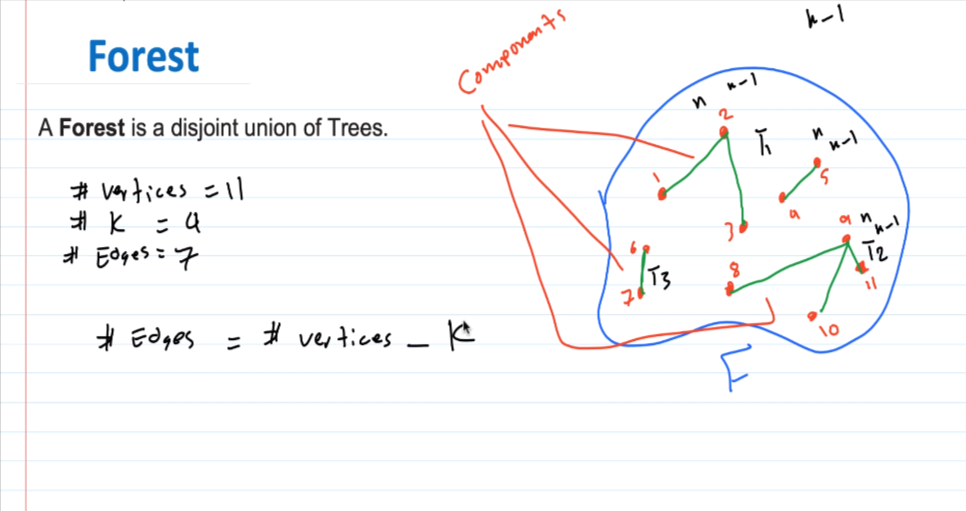 Forest
A Forest is a disjoint union of Trees.
# vertices = 11
# K = 4
# Edges = 7
# Edges = # vertices - K
Components
n-1
n n-1
2
T1
n n-1
1
5
4
3
9 n n-1
6
T2
8
7 T3
11
10
F